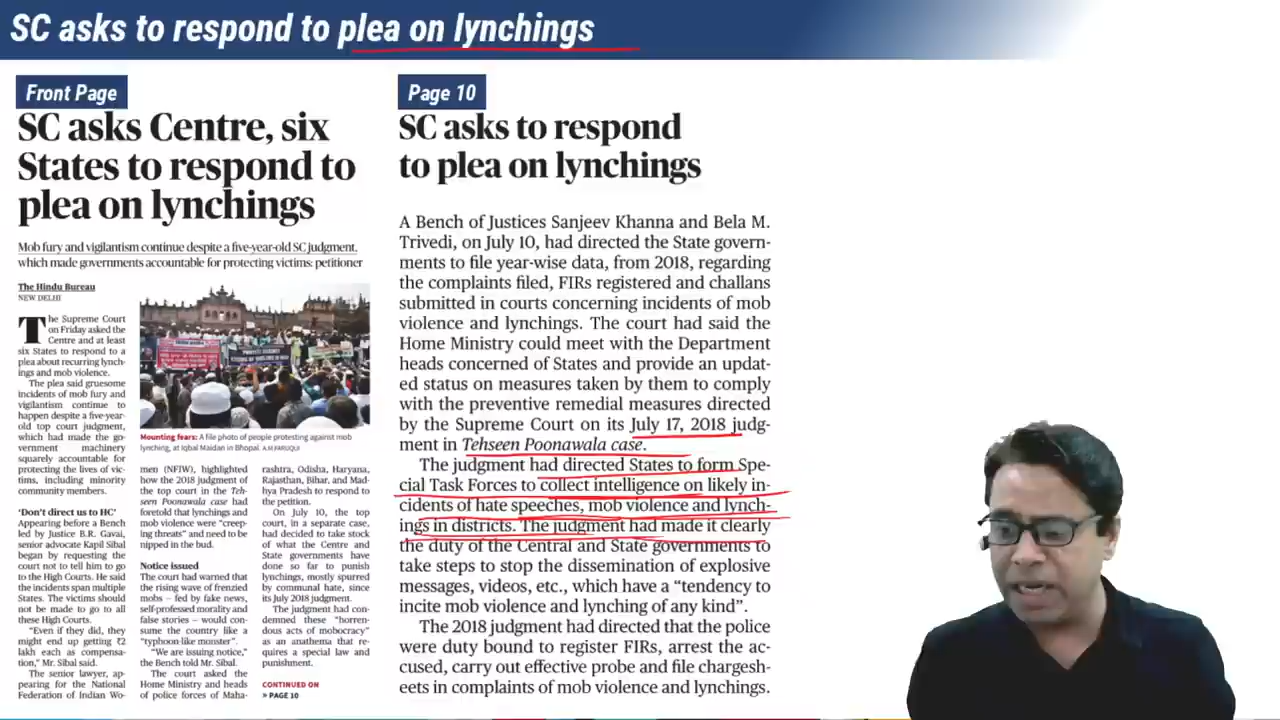 SC asks to respond to plea on lynchings
Front Page
SC asks Centre, six
States to respond to
plea on lynchings
Mob fury and vigilantism continue despite a five-year-old SC judgment,
which made governments accountable for protecting victims: petitioner
The Hindu Bureau
NEW DELHI
The Supreme Court
on Friday asked the
Centre and at least
six States to respond to a
plea about recurring lynch-
ings and mob violence.
The plea said gruesome
incidents of mob fury and
vigilantism continue to
happen despite a five-year-
old top court judgment,
which had made the go-
vernment machinery
squarely accountable for
protecting the lives of vic-
tims, including minority
community members.
'Don't direct us to HC'
Appearing before a Bench
led by Justice B.R. Gavai,
senior advocate Kapil Sibal
began by requesting the
court not to tell him to go
to the High Courts. He said
the incidents span multiple
States. The victims should
not be made to go to all
these High Courts.
"Even if they did, they
might end up getting ₹2
lakh each as compensa-
tion," Mr. Sibal said.
The senior lawyer, ap-
pearing for the National
Federation of Indian Wo-
Mounting fears: A file photo of people protesting against mob
lynching, at Iqbal Maidan in Bhopal. A.M FARUQUI
men (NFIW), highlighted
how the 2018 judgment of
the top court in the Teh-
seen Poonawala case had
foretold that lynchings and
mob violence were "creep-
ing threats" and need to be
nipped in the bud.
Notice issued
The court had warned that
the rising wave of frenzied
mobs – fed by fake news,
self-professed morality and
false stories – would con-
sume the country like a
"typhoon-like monster".
"We are issuing notice,"
the Bench told Mr. Sibal.
The court asked the
Home Ministry and heads
of police forces of Maha-
rashtra, Odisha, Haryana,
Rajasthan, Bihar, and Mad-
hya Pradesh to respond to
the petition.
On July 10, the top
court, in a separate case,
had decided to take stock
of what the Centre and
State governments have
done so far to punish
lynchings, mostly spurred
by communal hate, since
its July 2018 judgment.
The judgment had con-
demned these "horren-
dous acts of mobocracy"
as an anathema that re-
quires a special law and
punishment.
CONTINUED ON
» PAGE 10
Page 10
SC asks to respond
to plea on lynchings
A Bench of Justices Sanjeev Khanna and Bela M.
Trivedi, on July 10, had directed the State govern-
ments to file year-wise data, from 2018, regarding
the complaints filed, FIRs registered and challans
submitted in courts concerning incidents of mob
violence and lynchings. The court had said the
Home Ministry could meet with the Department
heads concerned of States and provide an updat-
ed status on measures taken by them to comply
with the preventive remedial measures directed
by the Supreme Court on its July 17, 2018 judg-
ment in Tehseen Poonawala case.
The judgment had directed States to form Spe-
cial Task Forces to collect intelligence on likely in-
cidents of hate speeches, mob violence and lynch-
ings in districts. The judgment had made it clearly
the duty of the Central and State governments to
take steps to stop the dissemination of explosive
messages, videos, etc., which have a "tendency to
incite mob violence and lynching of any kind".
The 2018 judgment had directed that the police
were duty bound to register FIRs, arrest the ac-
cused, carry out effective probe and file chargesh-
eets in complaints of mob violence and lynchings.